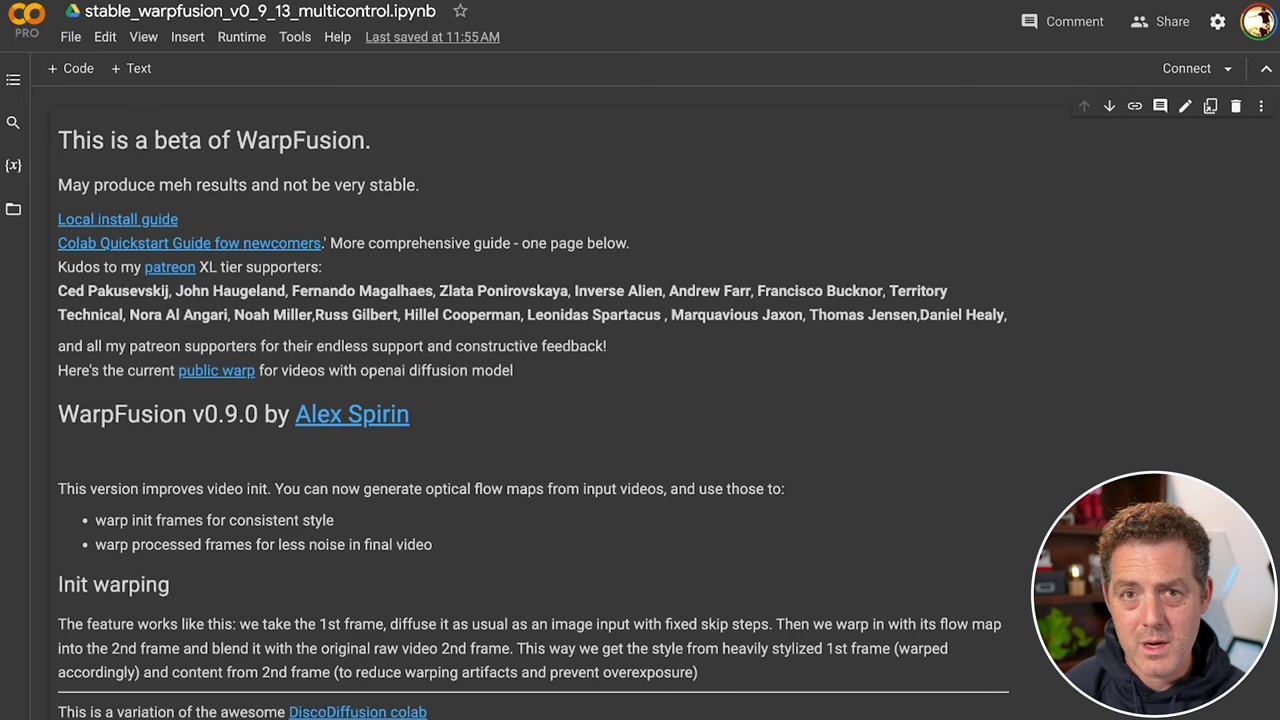 CO
PRO
stable_warpfusion_v0_9_13_multicontrol.ipynb
File Edit View Insert Runtime Tools Help Last saved at 11:55 AM
Comment Share
+ Code + Text
Connect
{x}
This is a beta of WarpFusion.
May produce meh results and not be very stable.
Local install guide
Colab Quickstart Guide fow newcomers.' More comprehensive guide - one page below.
Kudos to my patreon XL tier supporters:
Ced Pakusevskij, John Haugeland, Fernando Magalhaes, Zlata Ponirovskaya, Inverse Alien, Andrew Farr, Francisco Bucknor, Territory
Technical, Nora Al Angari, Noah Miller,Russ Gilbert, Hillel Cooperman, Leonidas Spartacus , Marquavious Jaxon, Thomas Jensen,Daniel Healy,
and all my patreon supporters for their endless support and constructive feedback!
Here's the current public warp for videos with openai diffusion model
WarpFusion v0.9.0 by Alex Spirin
This version improves video init. You can now generate optical flow maps from input videos, and use those to:
• warp init frames for consistent style
• warp processed frames for less noise in final video
Init warping
The feature works like this: we take the 1st frame, diffuse it as usual as an image input with fixed skip steps. Then we warp in with its flow map
into the 2nd frame and blend it with the original raw video 2nd frame. This way we get the style from heavily stylized 1st frame (warped
accordingly) and content from 2nd frame (to reduce warping artifacts and prevent overexposure)
This is a variation of the awesome DiscoDiffusion colab